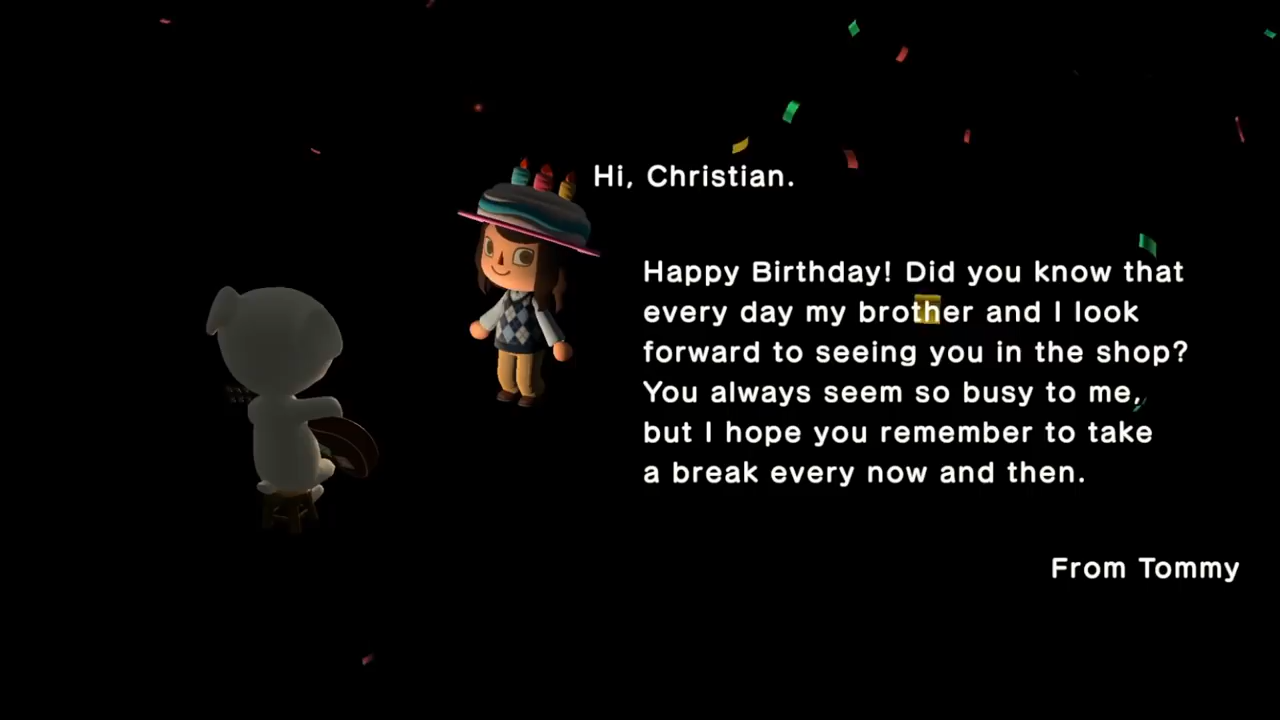 Hi, Christian.
Happy Birthday! Did you know that
every day my brother and I look
forward to seeing you in the shop?
You always seem so busy to me,
but I hope you remember to take
a break every now and then.
From Tommy